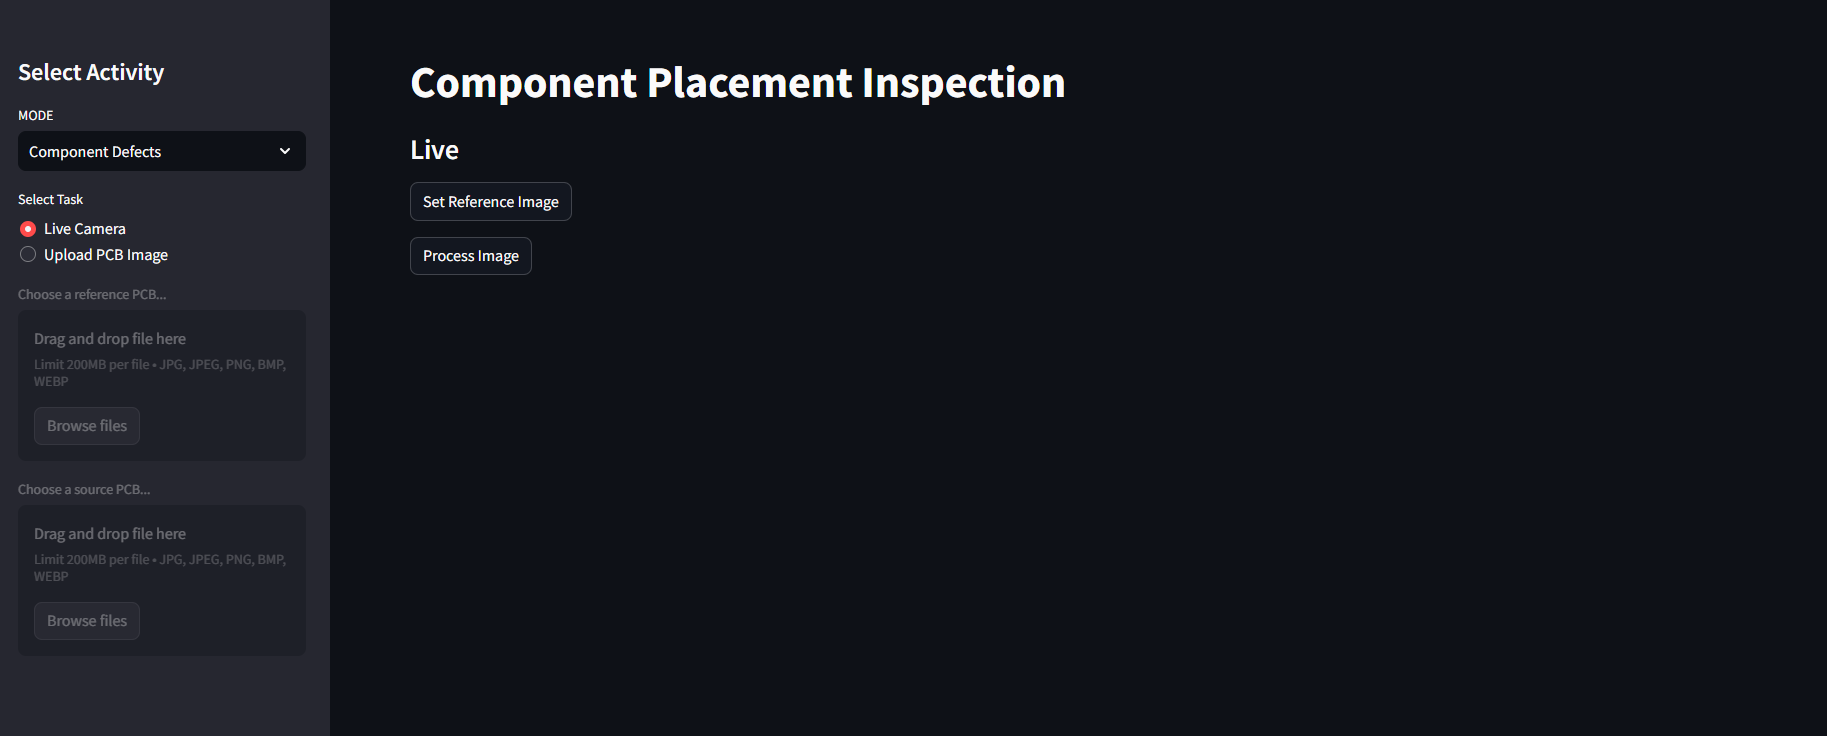 Select Activity
MODE
Component Defects
Select Task
Live Camera
Upload PCB Image
Choose a reference PCB...
Drag and drop file here
Limit 200MB per file • JPG, JPEG, PNG, BMP,
WEBP
Browse files
Choose a source PCB...
Drag and drop file here
Limit 200MB per file • JPG, JPEG, PNG, BMP,
WEBP
Browse files
Component Placement Inspection
Live
Set Reference Image
Process Image